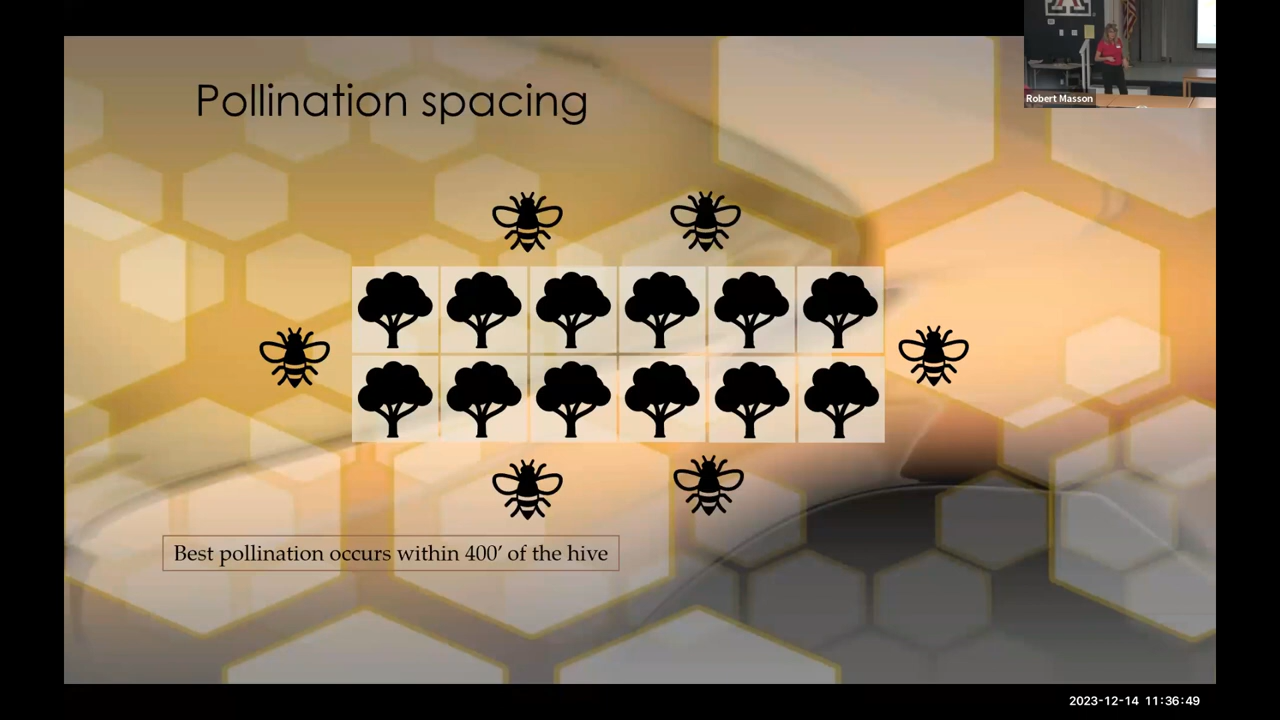 Pollination spacing
Robert Masson
Best pollination occurs within 400′ of the hive
2023-12-14 11:36:49